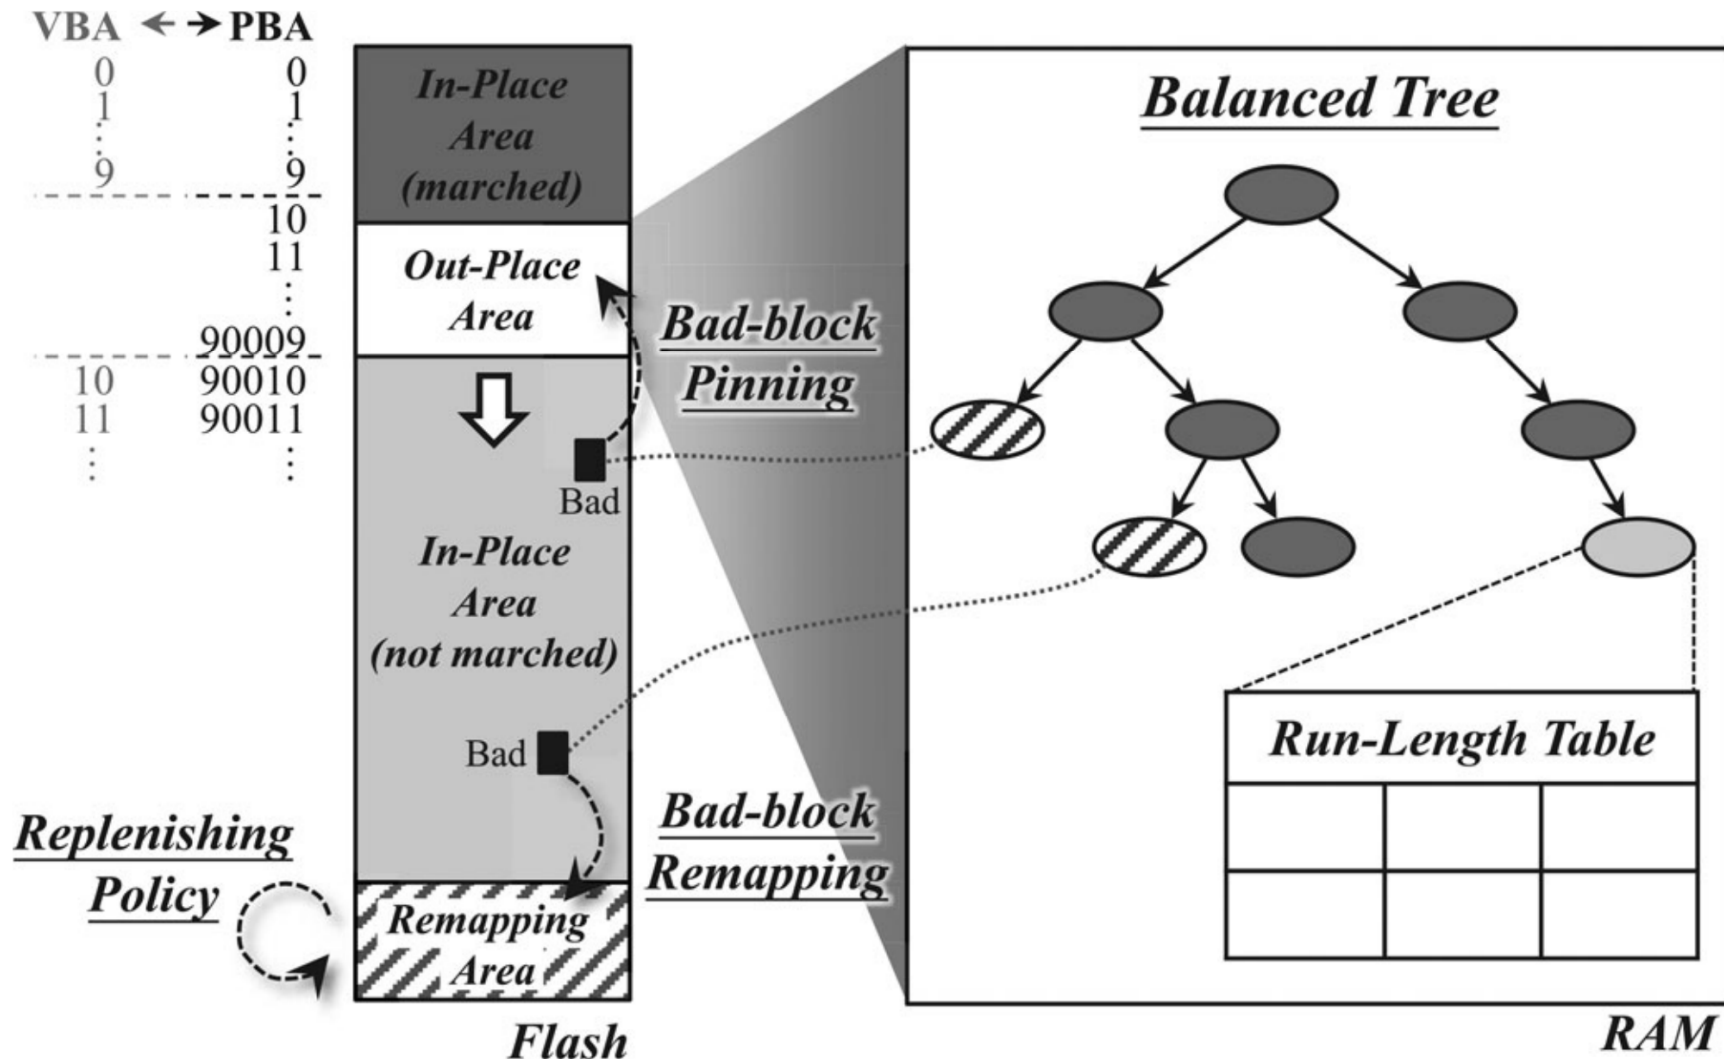 VBA PBA
0 0
1 1
⋮ ⋮
9 9
10
11
⋮
90009
10 90010
11 90011
⋮ ⋮
In-Place
Area
(marched)
Out-Place
Area
Bad
In-Place
Area
(not marched)
Bad
Remapping
Area
Flash
Replenishing
Policy
Bad-block
Pinning
Bad-block
Remapping
Balanced Tree
Run-Length Table
RAM